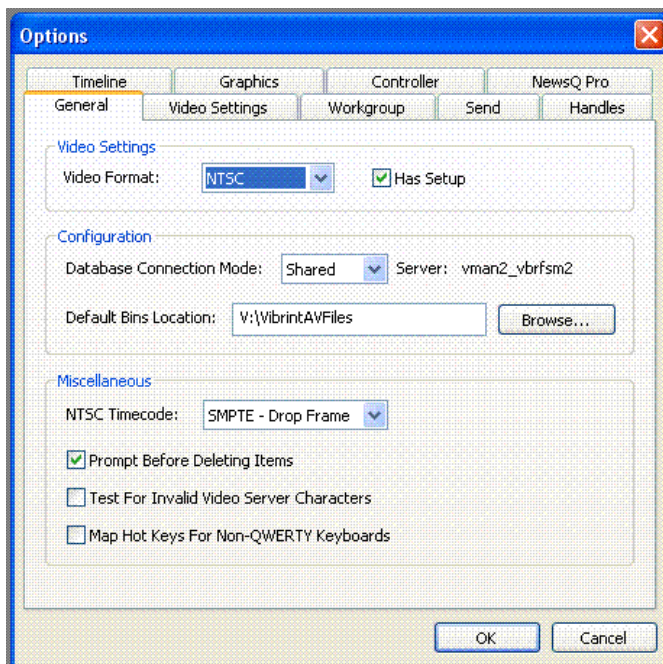 Options
Timeline Graphics Controller NewsQ Pro
General Video Settings Workgroup Send Handles
Video Settings
Video Format: NTSC Has Setup
Configuration
Database Connection Mode: Shared Server: vman2_vbrfsm2
Default Bins Location: V:\VibrintAVFiles Browse...
Miscellaneous
NTSC Timecode: SMPTE - Drop Frame
Prompt Before Deleting Items
Test For Invalid Video Server Characters
Map Hot Keys For Non-QWERTY Keyboards
OK Cancel